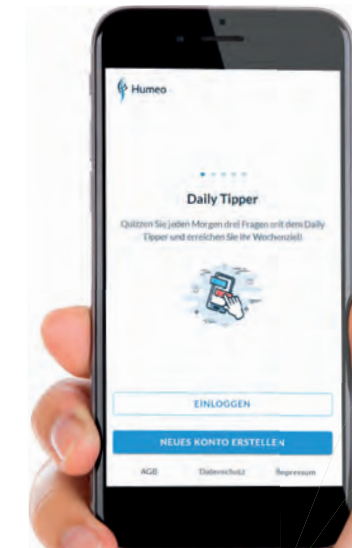 Humeo
Daily Tipper
Quizzen Sie jeden Morgen drei Fragen mit dem Daily
Tipper und erreichen Sie Ihr Wochenziel!
EINLOGGEN
NEUES KONTO ERSTELLEN
AGB Datenschutz Impressum